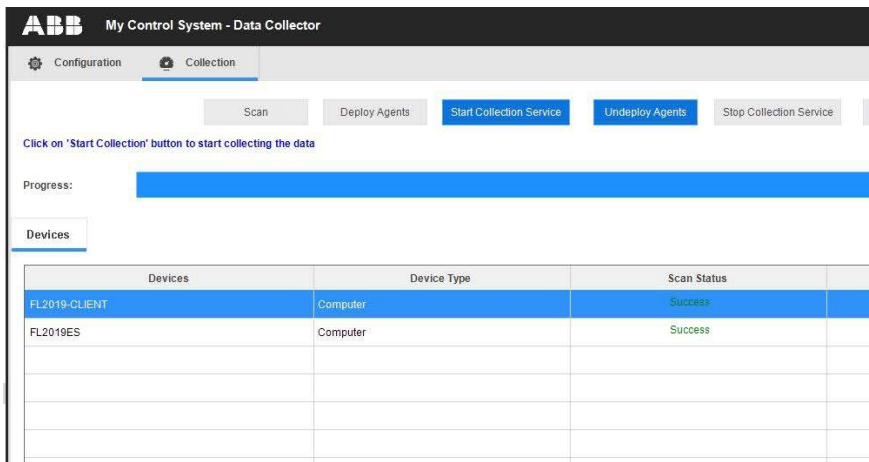 ABB My Control System - Data Collector
Configuration Collection
Scan Deploy Agents Start Collection Service Undeploy Agents Stop Collection Service
Click on 'Start Collection' button to start collecting the data
Progress:
Devices
Devices Device Type Scan Status
FL2019-CLIENT Computer Success
FL2019ES Computer Success